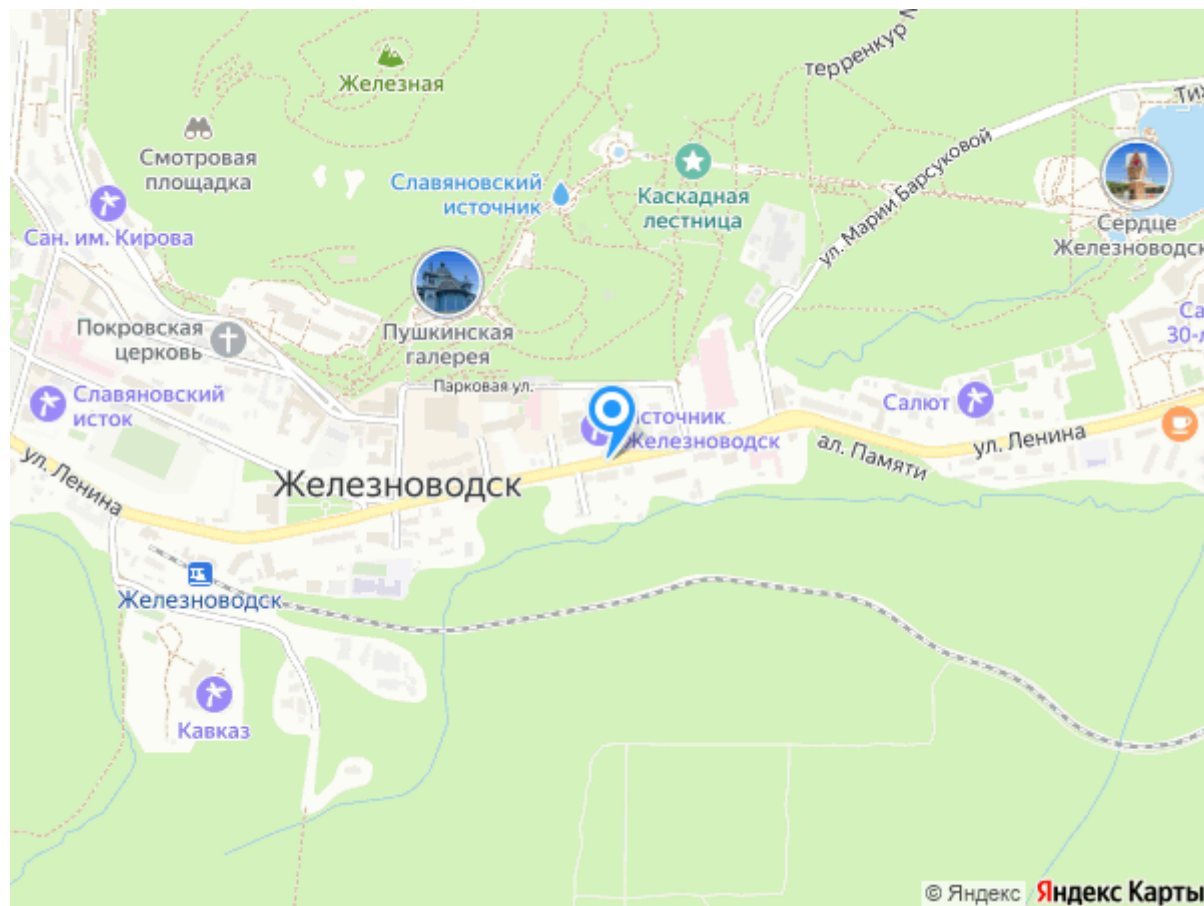 Железная
терренкур
Смотровая
площадка
Славяновский
источник
Каскадная
лестница
ул. Марии Барсуковой
Сан. им. Кирова
Сердце
Железноводск
Покровская
церковь
Пушкинская
галерея
Парковая ул.
30-л
Славяновский
исток
Салют
источник
Железноводск
ул. Ленина
ал. Памяти
ул. Ленина
Железноводск
Железноводск
Кавказ
© Яндекс
Яндекс Карты